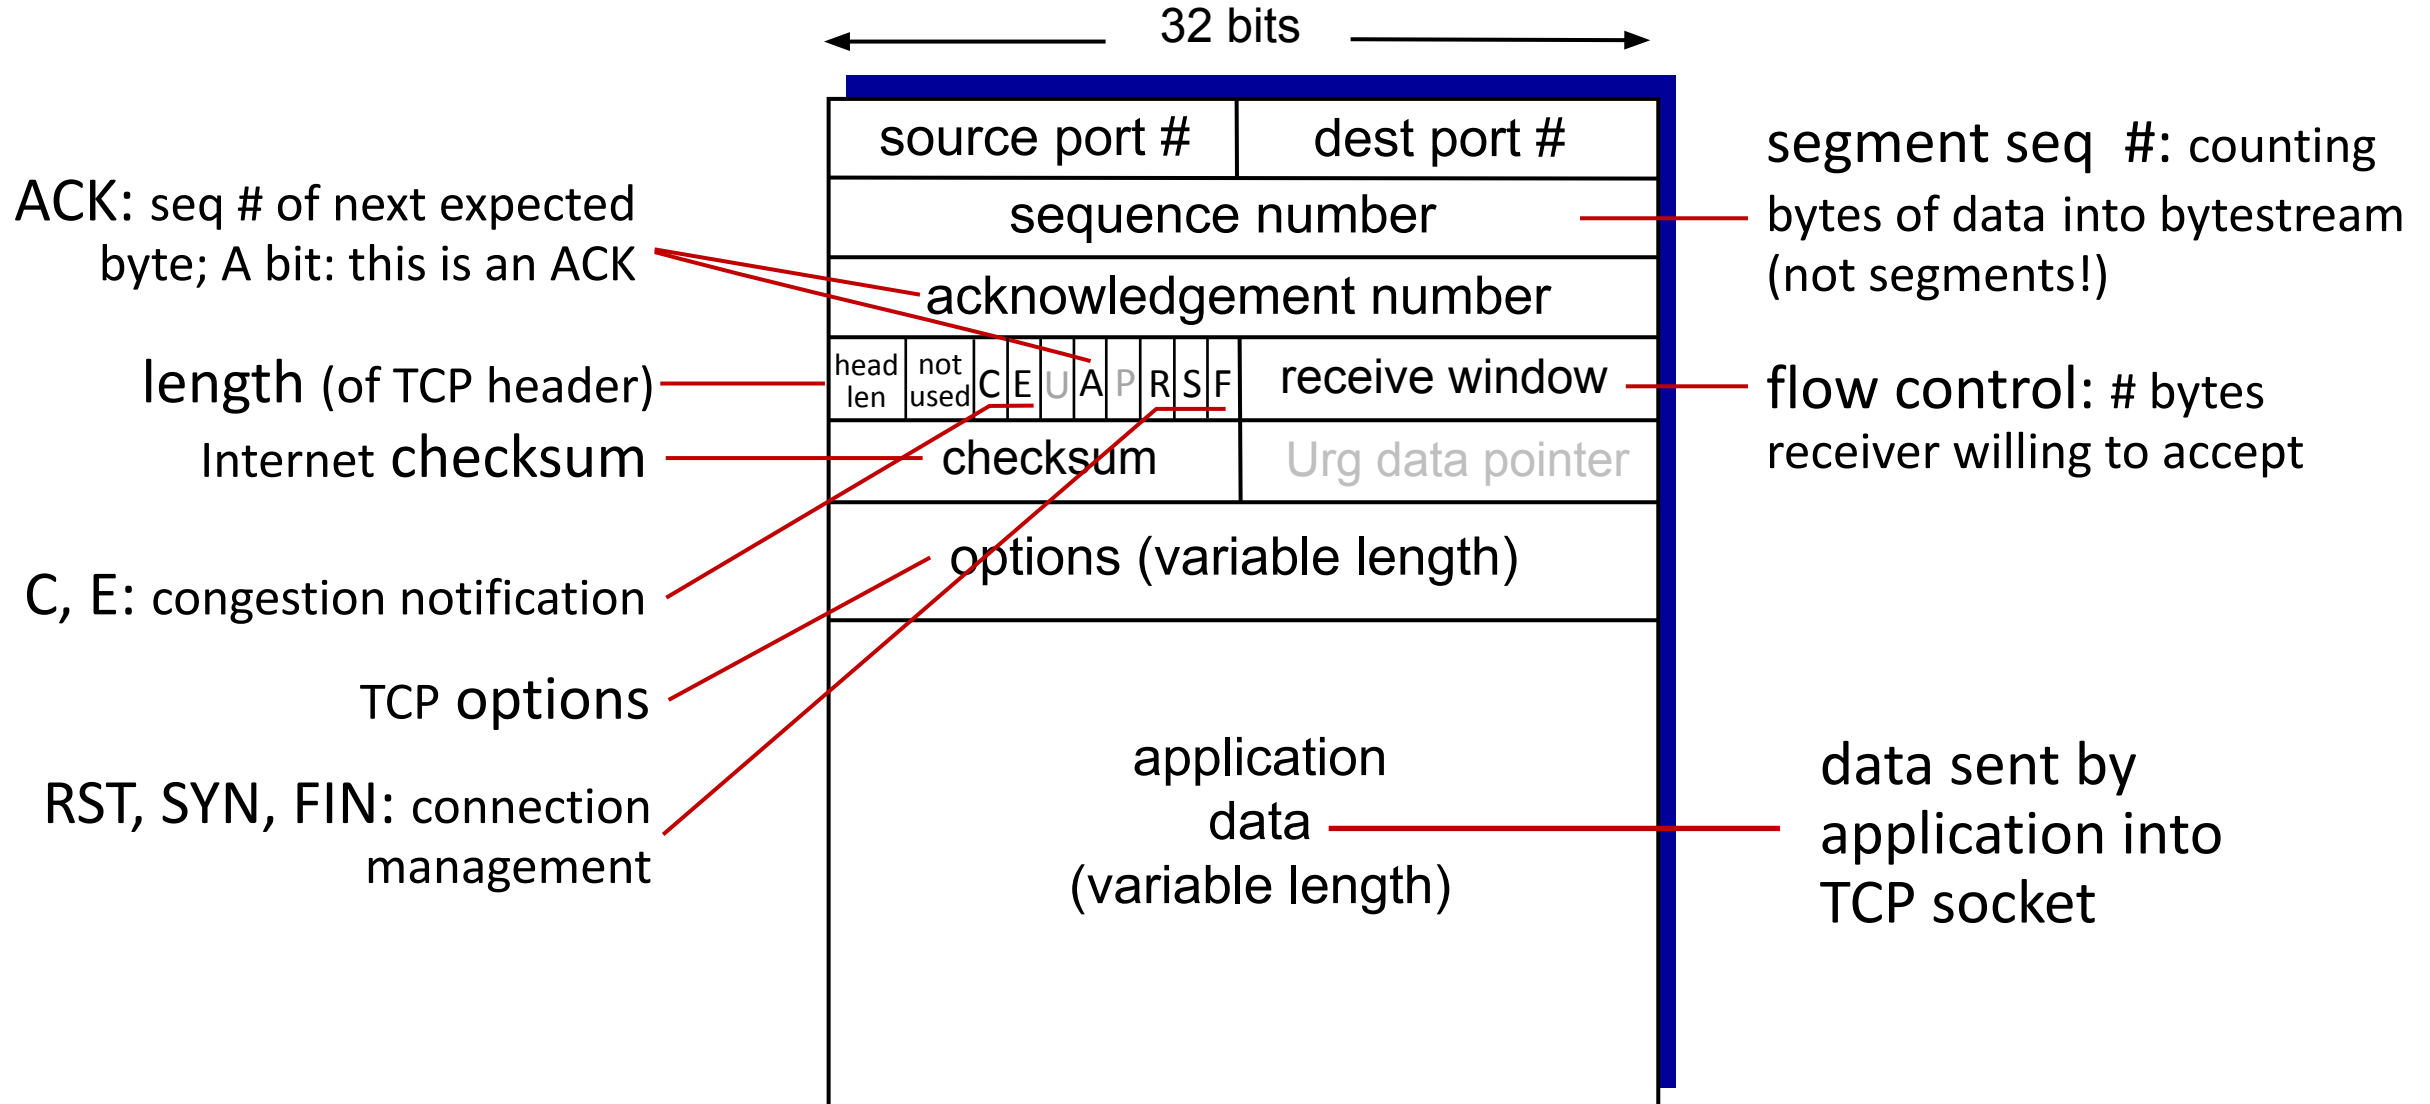 32 bits
source port #
dest port #
segment seq #: counting
bytes of data into bytestream
(not segments!)
ACK: seq # of next expected
byte; A bit: this is an ACK
sequence number
acknowledgement number
length (of TCP header)
head
len
not
used
C
E
U
A
P
R
S
F
receive window
flow control: # bytes
receiver willing to accept
Internet checksum
checksum
Urg data pointer
C, E: congestion notification
options (variable length)
TCP options
RST, SYN, FIN: connection
management
application
data
(variable length)
data sent by
application into
TCP socket